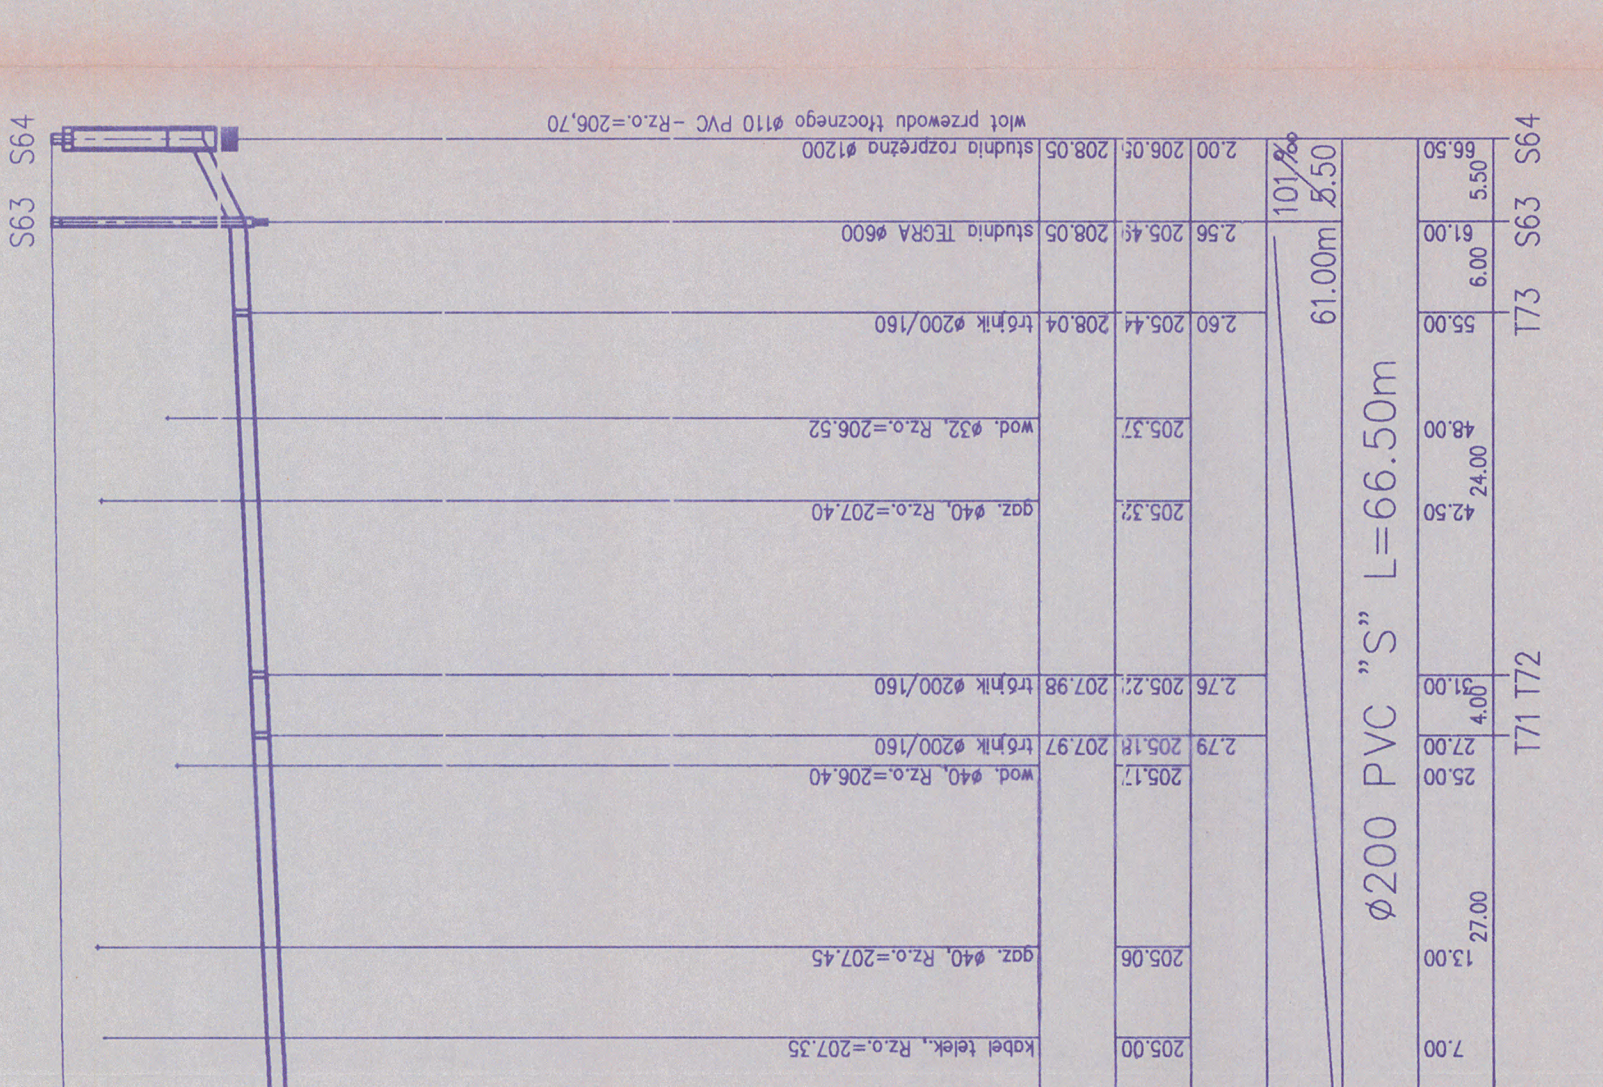 S64
wlot przewodu tłocznego ø110 PVC -Rz.o.=206,70
studnia rozprężna ø1200
208.05
206.05
2.00
101‰
5.50
66.50
5.50
S64
S63
studnia TEGRA ø600
208.05
205.49
2.56
61.00m
61.00
6.00
S63
trójnik ø200/160
208.04
205.44
2.60
55.00
T73
wod. ø32, Rz.o.=206.52
205.37
48.00
24.00
gaz. ø40, Rz.o.=207.40
205.32
42.50
ø200 PVC "S" L=66.50m
trójnik ø200/160
207.98
205.22
2.76
31.00
4.00
T72
trójnik ø200/160
207.97
205.18
2.79
27.00
T71
wod. ø40, Rz.o.=206.40
205.17
25.00
27.00
gaz. ø40, Rz.o.=207.45
205.06
13.00
kabel telek., Rz.o.=207.35
205.00
7.00